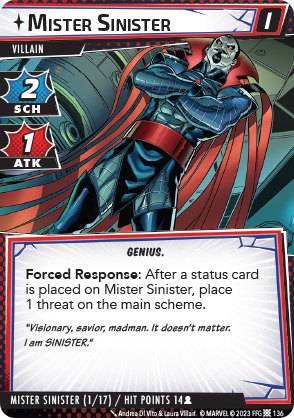 MISTER SINISTER
I
VILLAIN
2
SCH
1
ATK
GENIUS.
Forced Response: After a status card
is placed on Mister Sinister, place
1 threat on the main scheme.
"Visionary, savior, madman. It doesn't matter.
I am SINISTER."
MISTER SINISTER (1/17) / HIT POINTS 14
Andrea Di Vito & Laura Villari © MARVEL © 2023 FFG 136